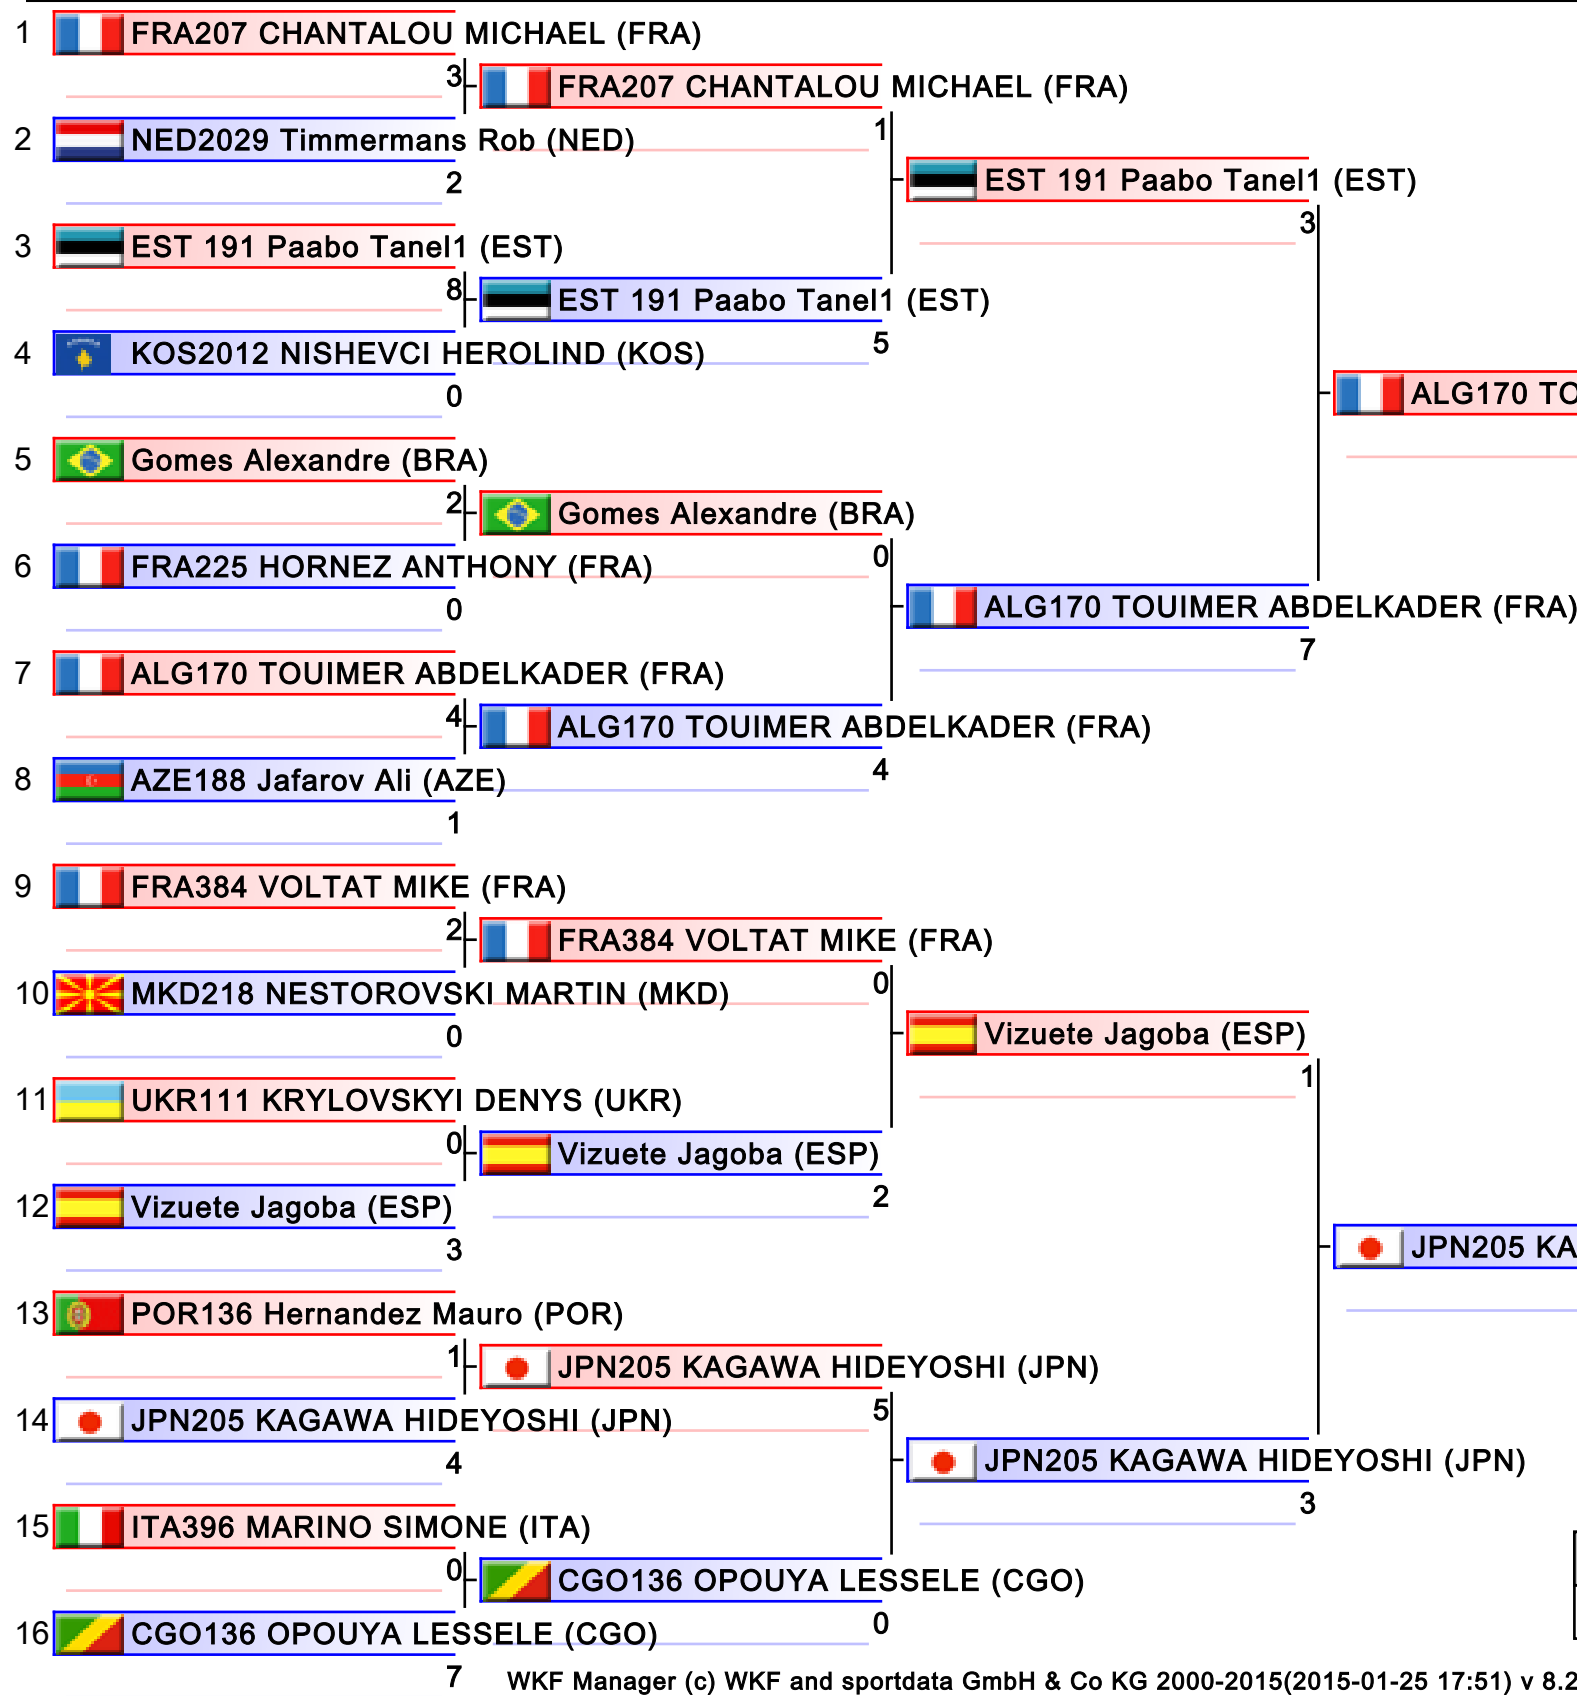 1 FRA207 CHANTALOU MICHAEL (FRA)
3 FRA207 CHANTALOU MICHAEL (FRA)
1
2 NED2029 Timmermans Rob (NED)
2
EST 191 Paabo Tanel1 (EST)
3
3 EST 191 Paabo Tanel1 (EST)
8 EST 191 Paabo Tanel1 (EST)
5
4 KOS2012 NISHEVCI HEROLIND (KOS)
0
ALG170 TO
5 Gomes Alexandre (BRA)
2 Gomes Alexandre (BRA)
0
6 FRA225 HORNEZ ANTHONY (FRA)
0
ALG170 TOUIMER ABDELKADER (FRA)
7
7 ALG170 TOUIMER ABDELKADER (FRA)
4 ALG170 TOUIMER ABDELKADER (FRA)
4
8 AZE188 Jafarov Ali (AZE)
1
9 FRA384 VOLTAT MIKE (FRA)
2 FRA384 VOLTAT MIKE (FRA)
0
10 MKD218 NESTOROVSKI MARTIN (MKD)
0
Vizuete Jagoba (ESP)
1
11 UKR111 KRYLOVSKYI DENYS (UKR)
0 Vizuete Jagoba (ESP)
2
12 Vizuete Jagoba (ESP)
3
JPN205 KA
13 POR136 Hernandez Mauro (POR)
1 JPN205 KAGAWA HIDEYOSHI (JPN)
5
14 JPN205 KAGAWA HIDEYOSHI (JPN)
4
JPN205 KAGAWA HIDEYOSHI (JPN)
3
15 ITA396 MARINO SIMONE (ITA)
0 CGO136 OPOUYA LESSELE (CGO)
0
16 CGO136 OPOUYA LESSELE (CGO)
7
WKF Manager (c) WKF and sportdata GmbH & Co KG 2000-2015(2015-01-25 17:51) v 8.2